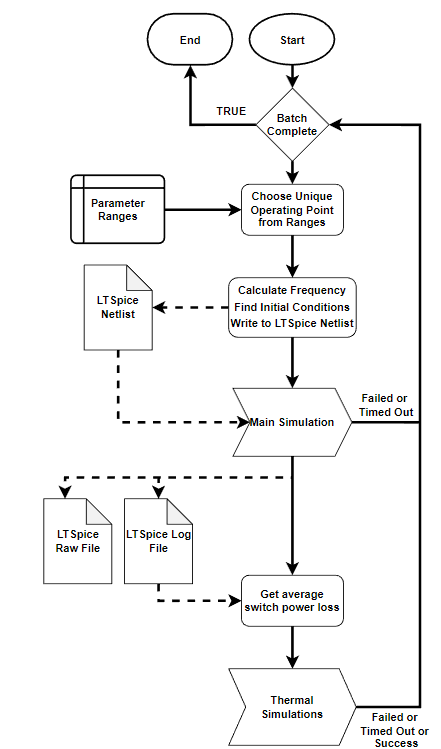 End
Start
TRUE
Batch
Complete
Parameter
Ranges
Choose Unique
Operating Point
from Ranges
LTSpice
Netlist
Calculate Frequency
Find Initial Conditions
Write to LTSpice Netlist
Main Simulation
Failed or
Timed Out
LTSpice
Raw File
LTSpice Log
File
Get average
switch power loss
Thermal
Simulations
Failed or
Timed Out or
Success